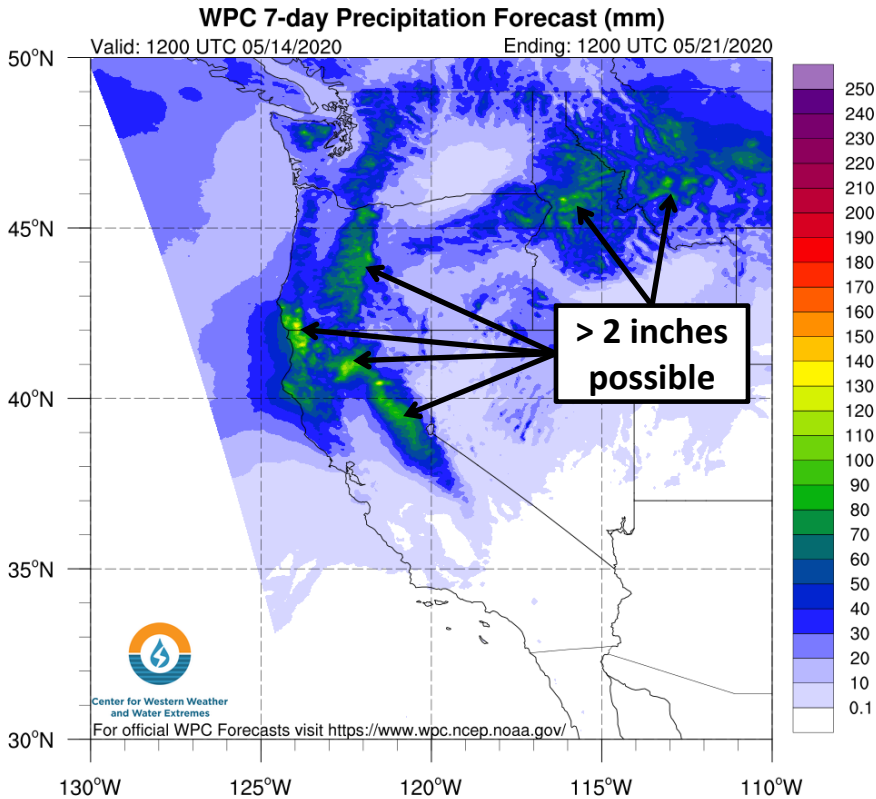 WPC 7-day Precipitation Forecast (mm)
Valid: 1200 UTC 05/14/2020 Ending: 1200 UTC 05/21/2020
50°N
45°N
40°N
35°N
30°N
130°W 125°W 120°W 115°W 110°W
> 2 inches
possible
250
240
230
220
210
200
190
180
170
160
150
140
130
120
110
100
90
80
70
60
50
40
30
20
10
0.1
Center for Western Weather
and Water Extremes
For official WPC Forecasts visit https://www.wpc.ncep.noaa.gov/